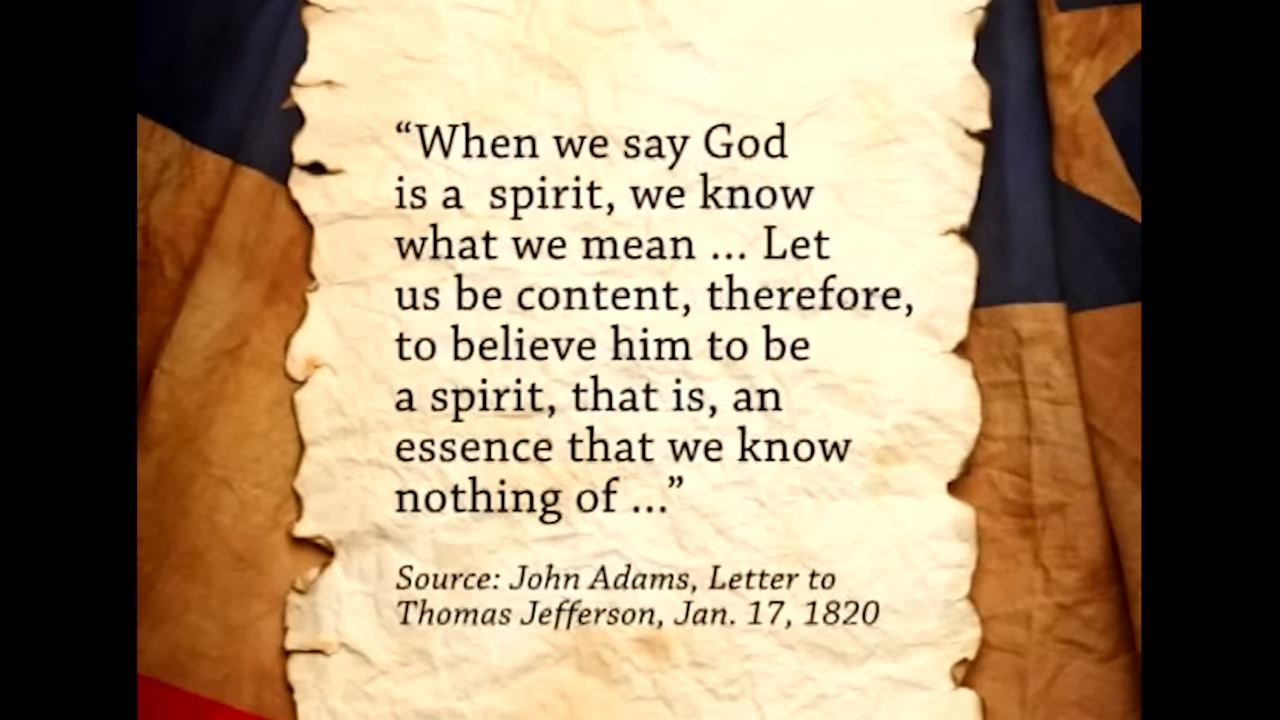 “When we say God
is a  spirit, we know
what we mean ... Let
us be content, therefore,
to believe him to be
a spirit, that is, an
essence that we know
nothing of ...”
Source: John Adams, Letter to
Thomas Jefferson, Jan. 17, 1820